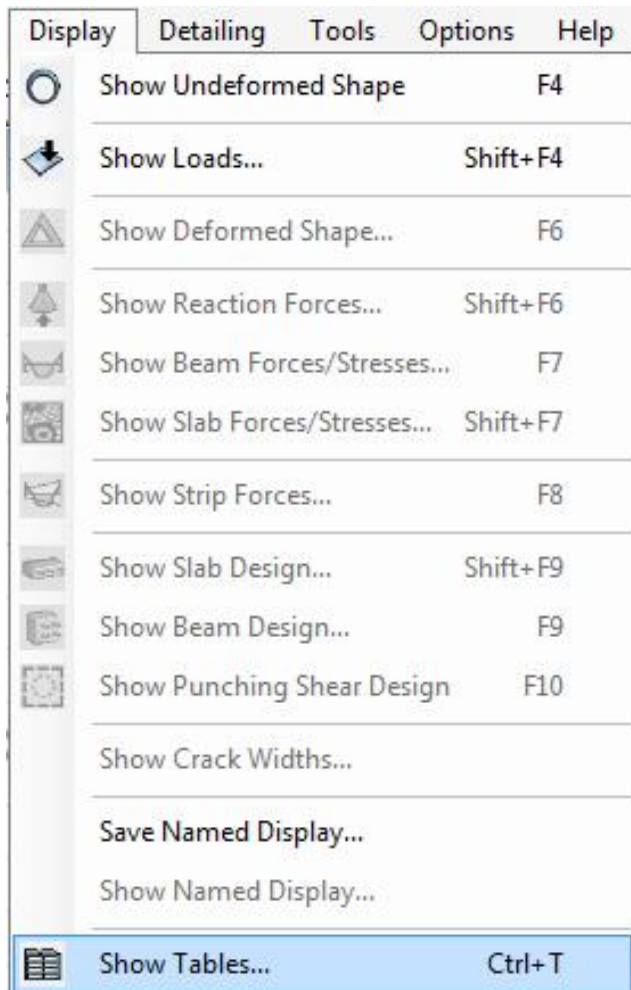 Display Detailing Tools Options Help
Show Undeformed Shape F4
Show Loads... Shift+F4
Show Deformed Shape... F6
Show Reaction Forces... Shift+F6
Show Beam Forces/Stresses... F7
Show Slab Forces/Stresses... Shift+F7
Show Strip Forces... F8
Show Slab Design... Shift+F9
Show Beam Design... F9
Show Punching Shear Design F10
Show Crack Widths...
Save Named Display...
Show Named Display...
Show Tables... Ctrl+T